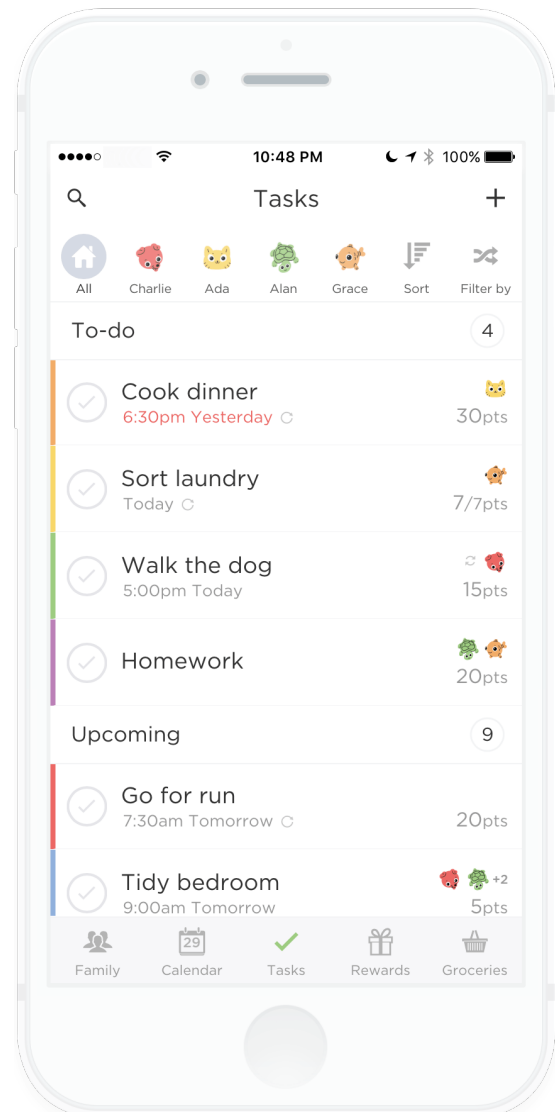 10:48 PM 100%
Tasks
All Charlie Ada Alan Grace Sort Filter by
To-do 4
Cook dinner
6:30pm Yesterday 30pts
Sort laundry
Today 7/7pts
Walk the dog
5:00pm Today 15pts
Homework
20pts
Upcoming 9
Go for run
7:30am Tomorrow 20pts
Tidy bedroom +2
9:00am Tomorrow 5pts
29
Family Calendar Tasks Rewards Groceries